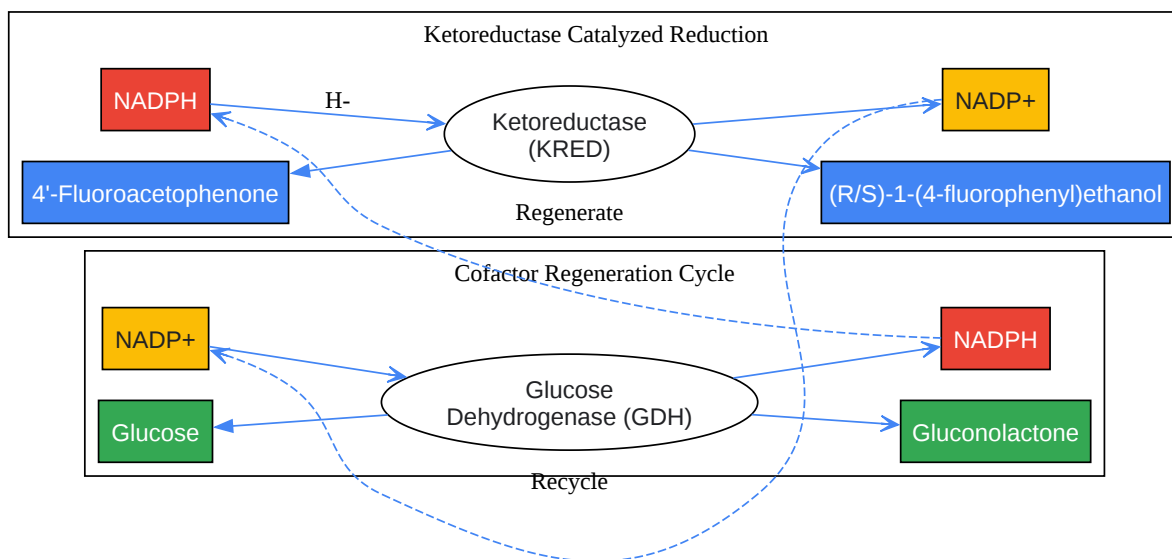 Ketoreductase Catalyzed Reduction
NADPH
H-
Ketoreductase
(KRED)
NADP+
4'-Fluoroacetophenone
(R/S)-1-(4-fluorophenyl)ethanol
Regenerate
Cofactor Regeneration Cycle
NADP+
NADPH
Glucose
Dehydrogenase (GDH)
Glucose
Gluconolactone
Recycle